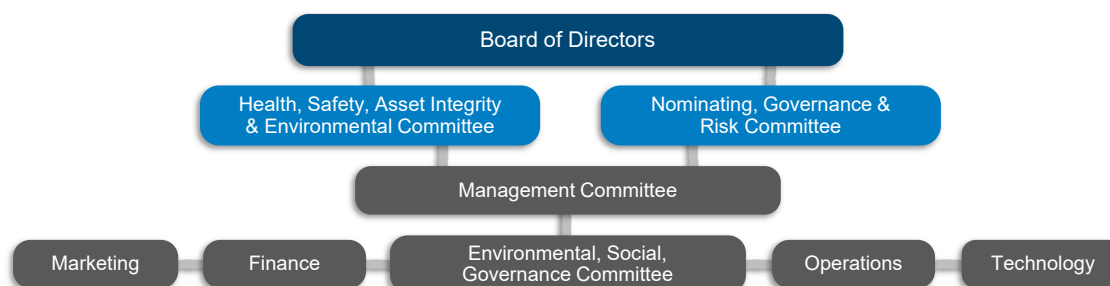 Board of Directors
Health, Safety, Asset Integrity
& Environmental Committee
Nominating, Governance &
Risk Committee
Management Committee
Marketing
Finance
Environmental, Social,
Governance Committee
Operations
Technology